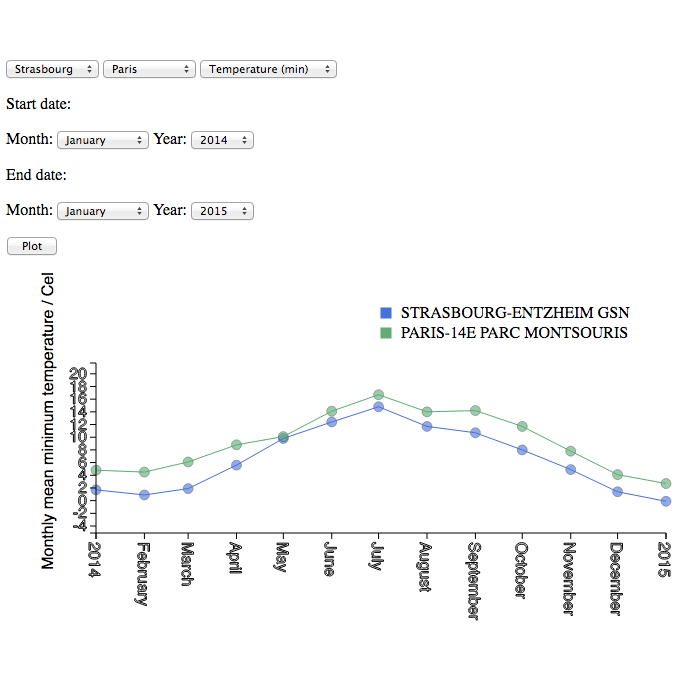 Strasbourg Paris Temperature (min)
Start date:
Month: January Year: 2014
End date:
Month: January Year: 2015
Plot
Monthly mean minimum temperature / Cel
STRASBOURG-ENTZHEIM GSN
PARIS-14E PARC MONTSOURIS
20
18
16
14
12
10
8
6
4
2
0
-2
-4
2014 February March April May June July August September October November December 2015